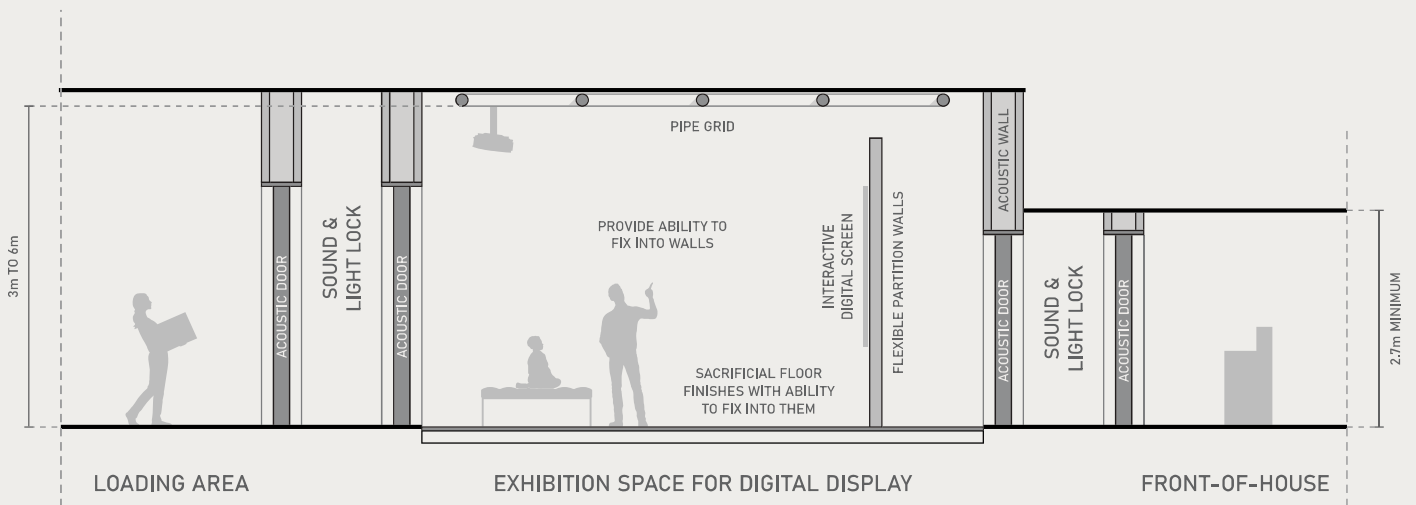 PIPE GRID
3m TO 6m
ACOUSTIC DOOR
SOUND &
LIGHT LOCK
ACOUSTIC DOOR
PROVIDE ABILITY TO
FIX INTO WALLS
INTERACTIVE
DIGITAL SCREEN
FLEXIBLE PARTITION WALLS
SACRIFICIAL FLOOR
FINISHES WITH ABILITY
TO FIX INTO THEM
ACOUSTIC WALL
ACOUSTIC DOOR
SOUND &
LIGHT LOCK
ACOUSTIC DOOR
2.7m MINIMUM
LOADING AREA
EXHIBITION SPACE FOR DIGITAL DISPLAY
FRONT-OF-HOUSE